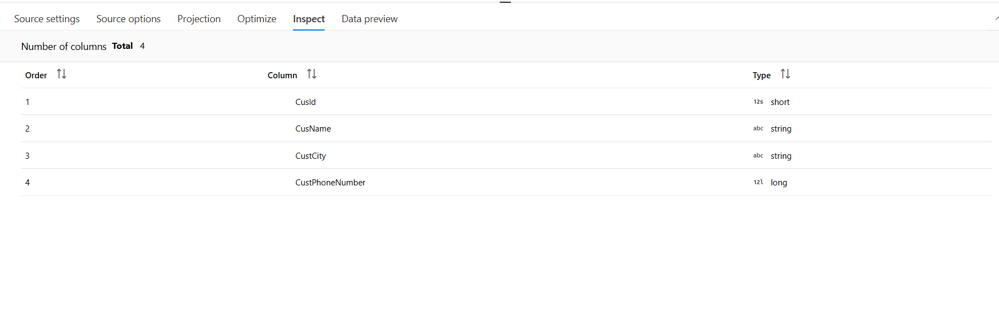 Source settings Source options Projection Optimize Inspect Data preview
Number of columns Total 4
Order Column Type
1 CusId 12s short
2 CusName abc string
3 CustCity abc string
4 CustPhoneNumber 12l long